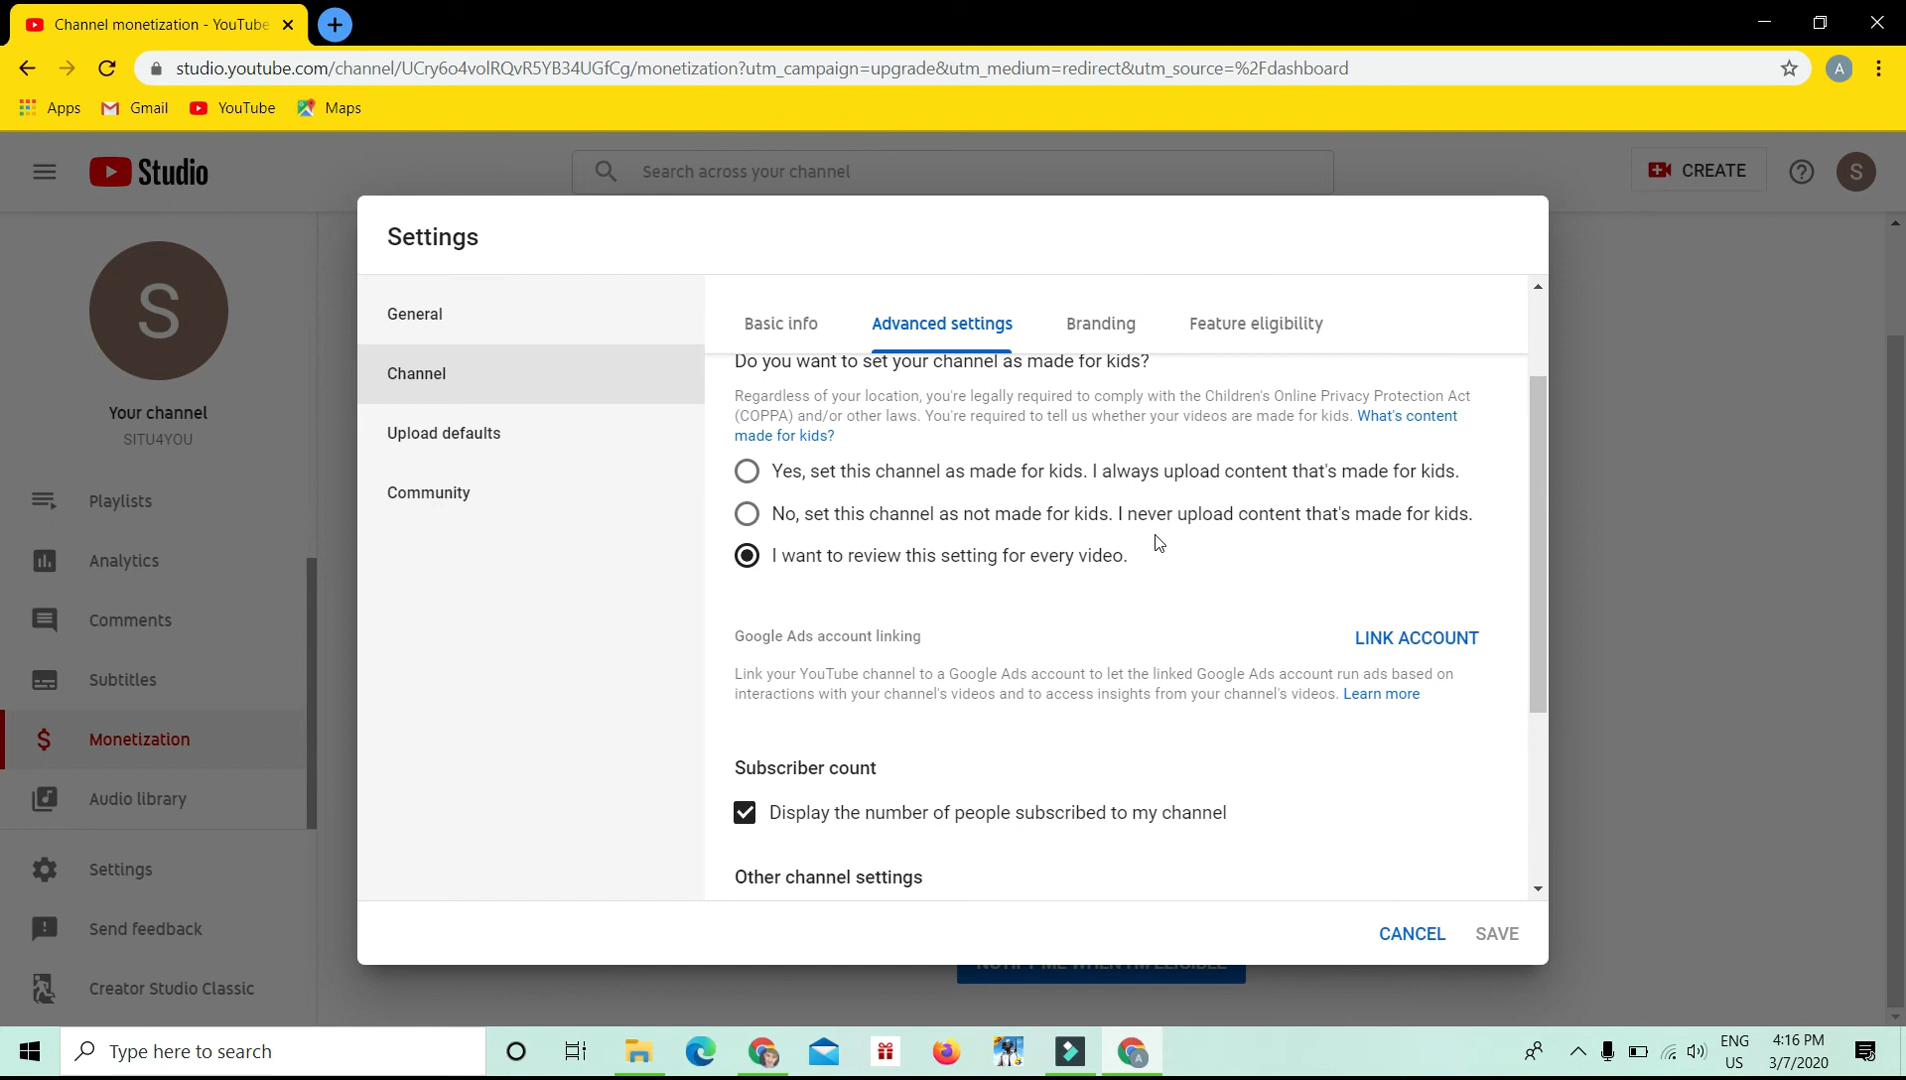 Channel monetization - YouTube
studio.youtube.com/channel/UCry6o4volRQvR5YB34UGfCg/monetization?utm_campaign=upgrade&utm_medium=redirect&utm_source=%2Fdashboard
A
Apps Gmail YouTube Maps
Studio
Search across your channel
CREATE
S
Settings
S
Your channel
SITU4YOU
Playlists
Analytics
Comments
Subtitles
Monetization
Audio library
Settings
Send feedback
Creator Studio Classic
General
Channel
Upload defaults
Community
Basic info Advanced settings Branding Feature eligibility
Do you want to set your channel as made for kids?
Regardless of your location, you're legally required to comply with the Children's Online Privacy Protection Act
(COPPA) and/or other laws. You're required to tell us whether your videos are made for kids. What's content
made for kids?
Yes, set this channel as made for kids. I always upload content that's made for kids.
No, set this channel as not made for kids. I never upload content that's made for kids.
I want to review this setting for every video.
Google Ads account linking
LINK ACCOUNT
Link your YouTube channel to a Google Ads account to let the linked Google Ads account run ads based on
interactions with your channel's videos and to access insights from your channel's videos. Learn more
Subscriber count
Display the number of people subscribed to my channel
Other channel settings
CANCEL SAVE
NOTIFY ME WHEN I'M ELIGIBLE
Type here to search
A
ENG
US
4:16 PM
3/7/2020